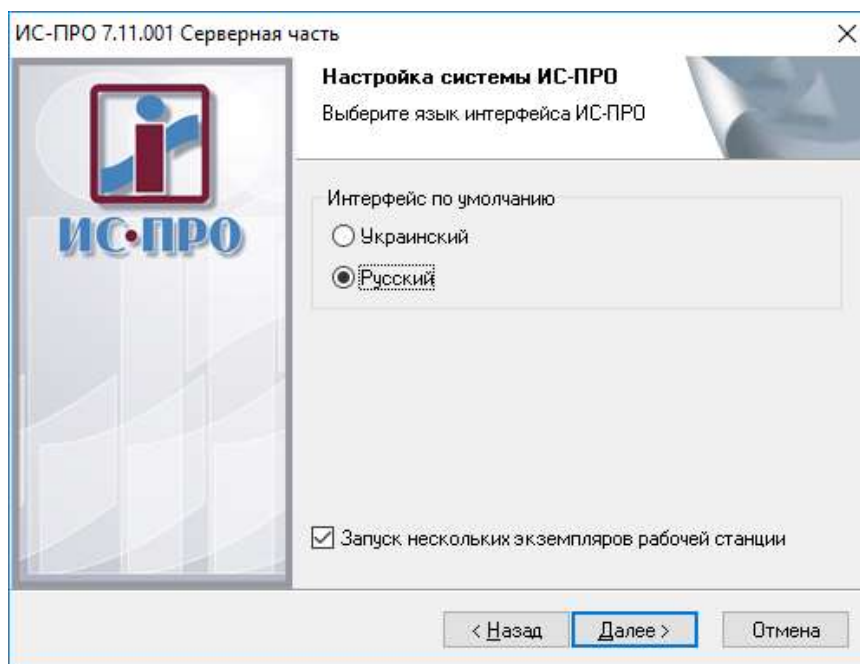 ИС-ПРО 7.11.001 Серверная часть
Настройка системы ИС-ПРО
Выберите язык интерфейса ИС-ПРО
ИС•ПРО
Интерфейс по умолчанию
Украинский
Русский
Запуск нескольких экземпляров рабочей станции
< Назад
Далее >
Отмена